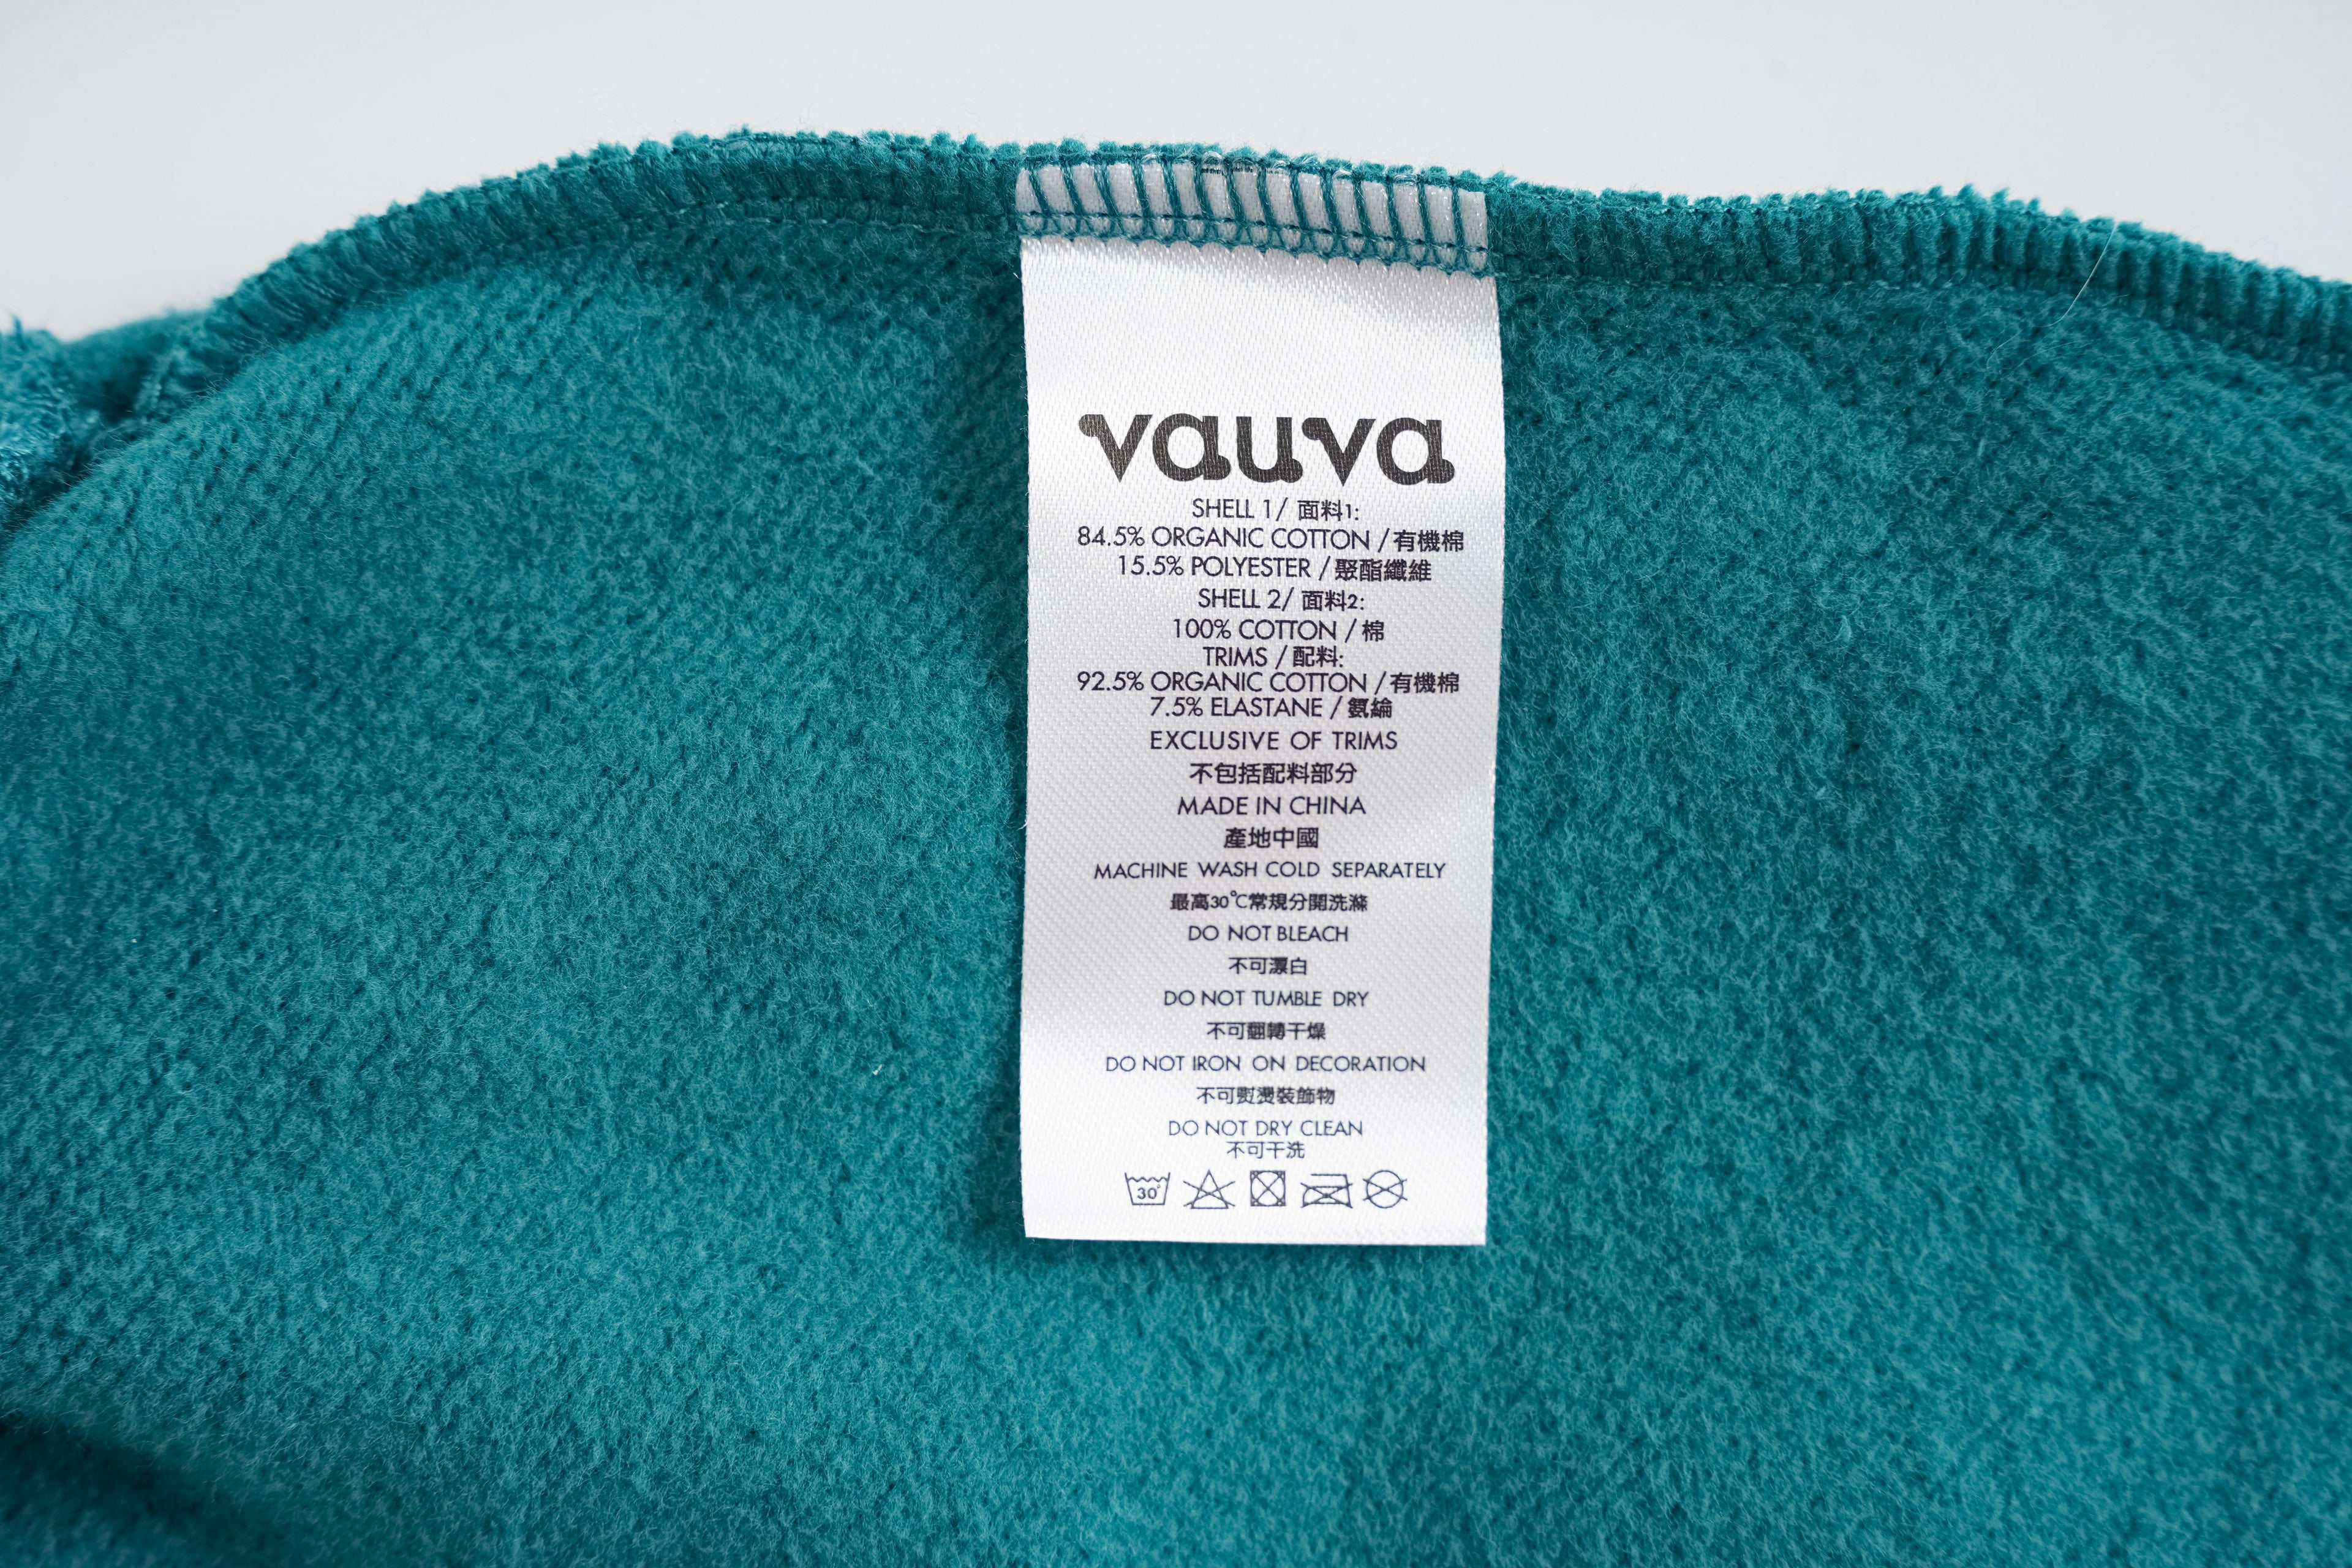 vauva
SHELL 1/ 面料1:
84.5% ORGANIC COTTON /有機棉
15.5% POLYESTER /聚酯纖維
SHELL 2/ 面料2:
100% COTTON /棉
TRIMS /配料:
92.5% ORGANIC COTTON /有機棉
7.5% ELASTANE /氨綸
EXCLUSIVE OF TRIMS
不包括配料部分
MADE IN CHINA
產地中國
MACHINE WASH COLD SEPARATELY
最高30℃常規分開洗滌
DO NOT BLEACH
不可漂白
DO NOT TUMBLE DRY
不可翻轉干燥
DO NOT IRON ON DECORATION
不可熨燙裝飾物
DO NOT DRY CLEAN
不可干洗
30°